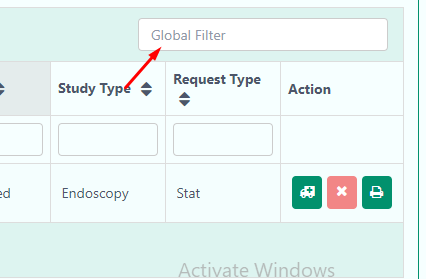 Global Filter
Study Type
Request Type
Action
ed
Endoscopy
Stat
Activate Windows